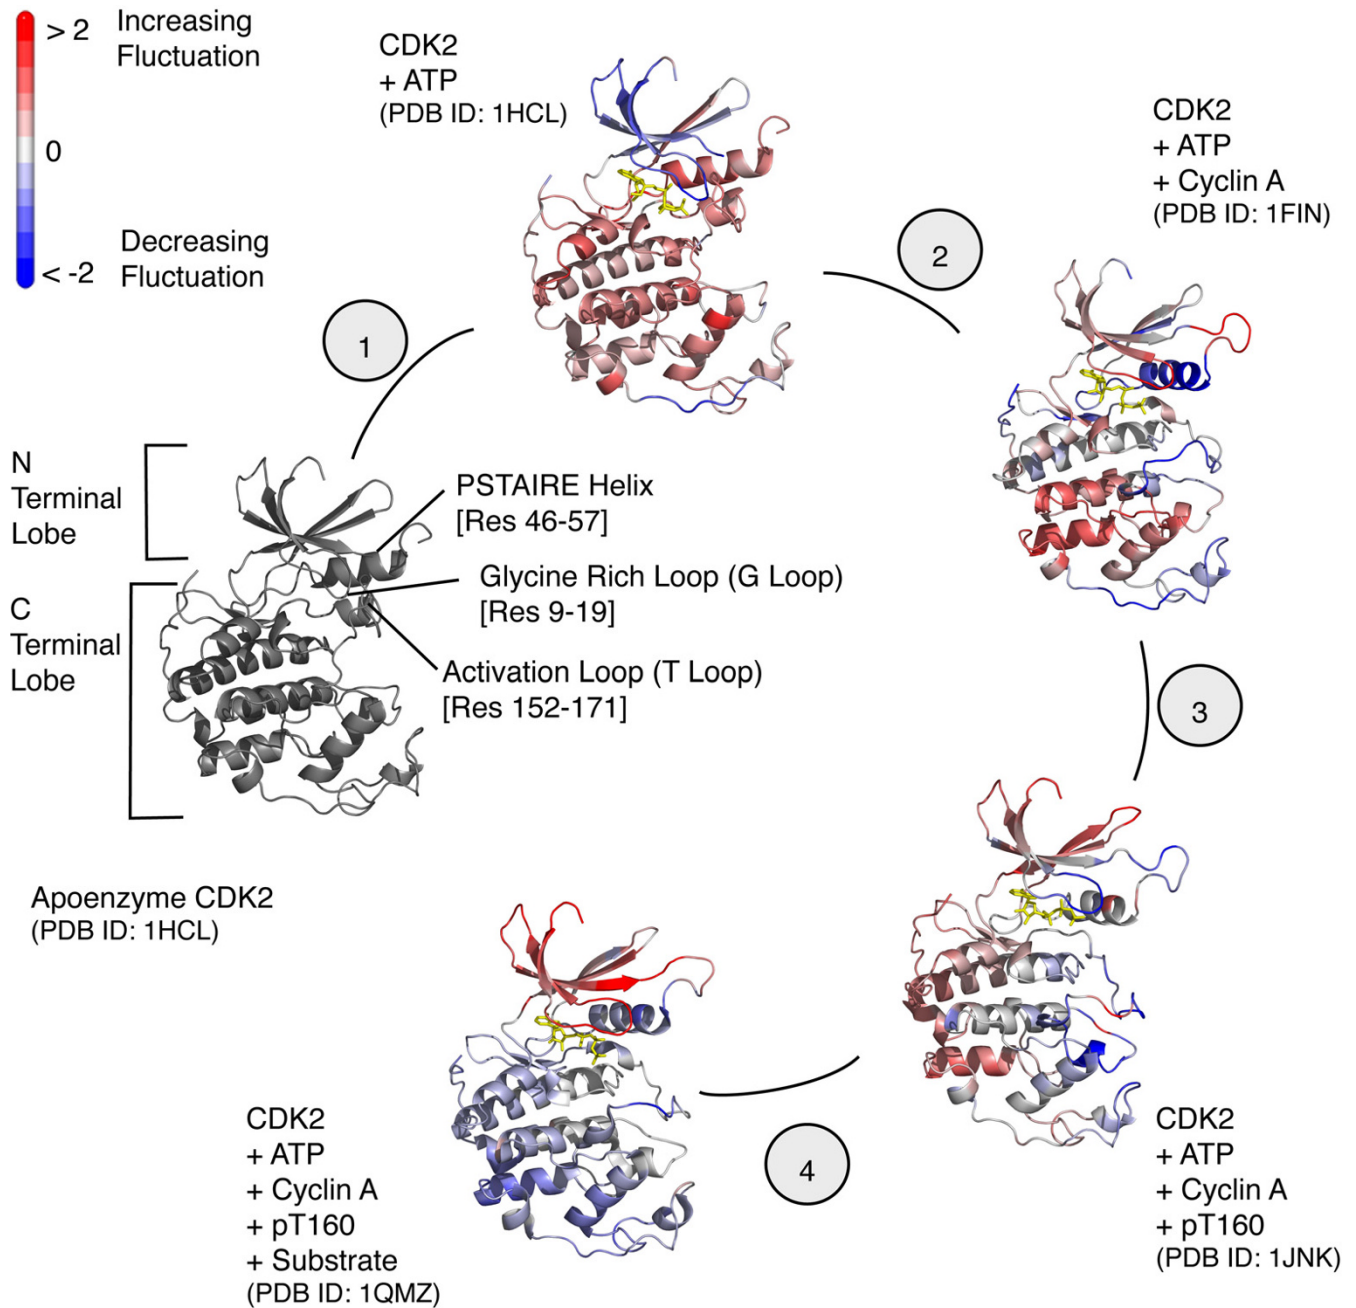 > 2
Increasing
Fluctuation
0
Decreasing
Fluctuation
< -2
CDK2
+ ATP
(PDB ID: 1HCL)
CDK2
+ ATP
+ Cyclin A
(PDB ID: 1FIN)
1
2
N
Terminal
Lobe
C
Terminal
Lobe
PSTAIRE Helix
[Res 46-57]
Glycine Rich Loop (G Loop)
[Res 9-19]
Activation Loop (T Loop)
[Res 152-171]
3
Apoenzyme CDK2
(PDB ID: 1HCL)
CDK2
+ ATP
+ Cyclin A
+ pT160
+ Substrate
(PDB ID: 1QMZ)
4
CDK2
+ ATP
+ Cyclin A
+ pT160
(PDB ID: 1JNK)